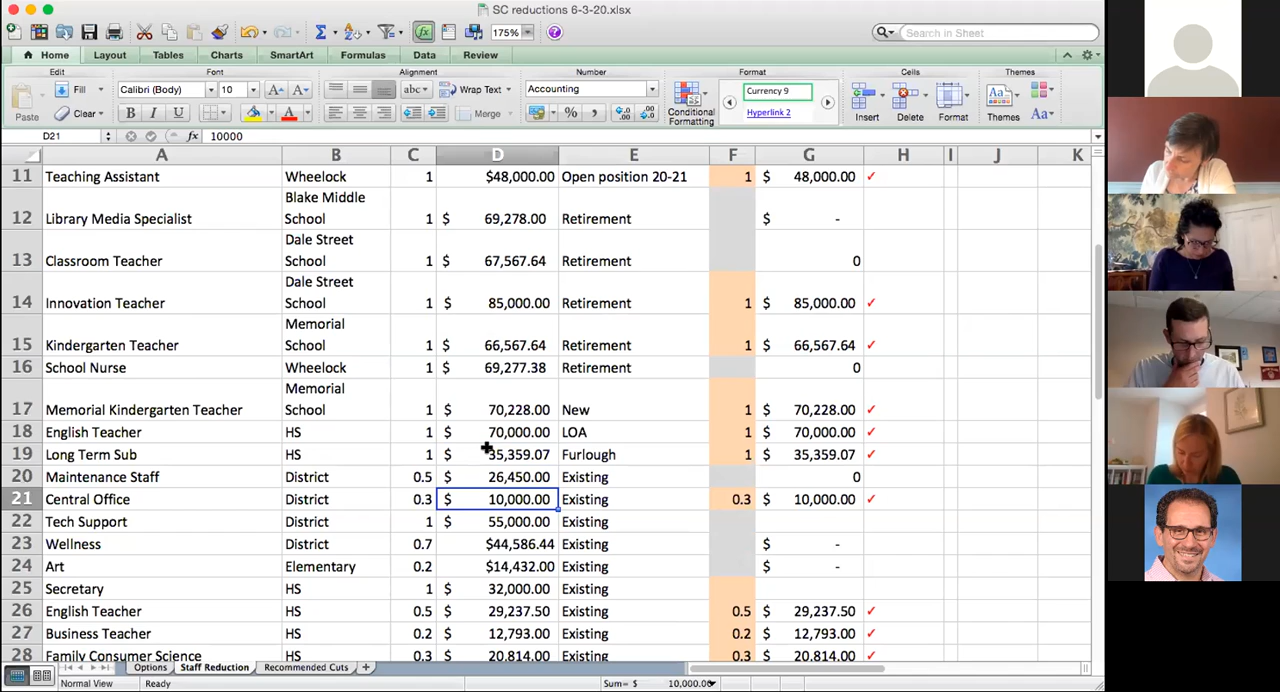 SC reductions 6-3-20.xlsx
175%
Search in Sheet
Home Layout Tables Charts SmartArt Formulas Data Review
Edit Font Alignment Number Format Cells Themes
Paste Fill Calibri (Body) 10 abc Wrap Text Accounting Conditional Formatting Currency 9 Insert Delete Format Themes Aa
Clear B I U A Merge % , Hyperlink 2
D21 fx 10000
A B C D E F G H I J K
11 Teaching Assistant Wheelock 1 $48,000.00 Open position 20-21 1 $ 48,000.00 ✓
12 Library Media Specialist Blake Middle School 1 $ 69,278.00 Retirement $ -
13 Classroom Teacher Dale Street School 1 $ 67,567.64 Retirement 0
14 Innovation Teacher Dale Street School 1 $ 85,000.00 Retirement 1 $ 85,000.00 ✓
15 Kindergarten Teacher Memorial School 1 $ 66,567.64 Retirement 1 $ 66,567.64 ✓
16 School Nurse Wheelock 1 $ 69,277.38 Retirement 0
17 Memorial Kindergarten Teacher Memorial School 1 $ 70,228.00 New 1 $ 70,228.00 ✓
18 English Teacher HS 1 $ 70,000.00 LOA 1 $ 70,000.00 ✓
19 Long Term Sub HS 1 $ 35,359.07 Furlough 1 $ 35,359.07 ✓
20 Maintenance Staff District 0.5 $ 26,450.00 Existing 0
21 Central Office District 0.3 $ 10,000.00 Existing 0.3 $ 10,000.00 ✓
22 Tech Support District 1 $ 55,000.00 Existing
23 Wellness District 0.7 $44,586.44 Existing $ -
24 Art Elementary 0.2 $14,432.00 Existing $ -
25 Secretary HS 1 $ 32,000.00 Existing
26 English Teacher HS 0.5 $ 29,237.50 Existing 0.5 $ 29,237.50 ✓
27 Business Teacher HS 0.2 $ 12,793.00 Existing 0.2 $ 12,793.00 ✓
28 Family Consumer Science HS 0.3 $ 20,814.00 Existing 0.3 $ 20,814.00 ✓
Options Staff Reduction Recommended Cuts +
Normal View Ready Sum= $ 10,000.00